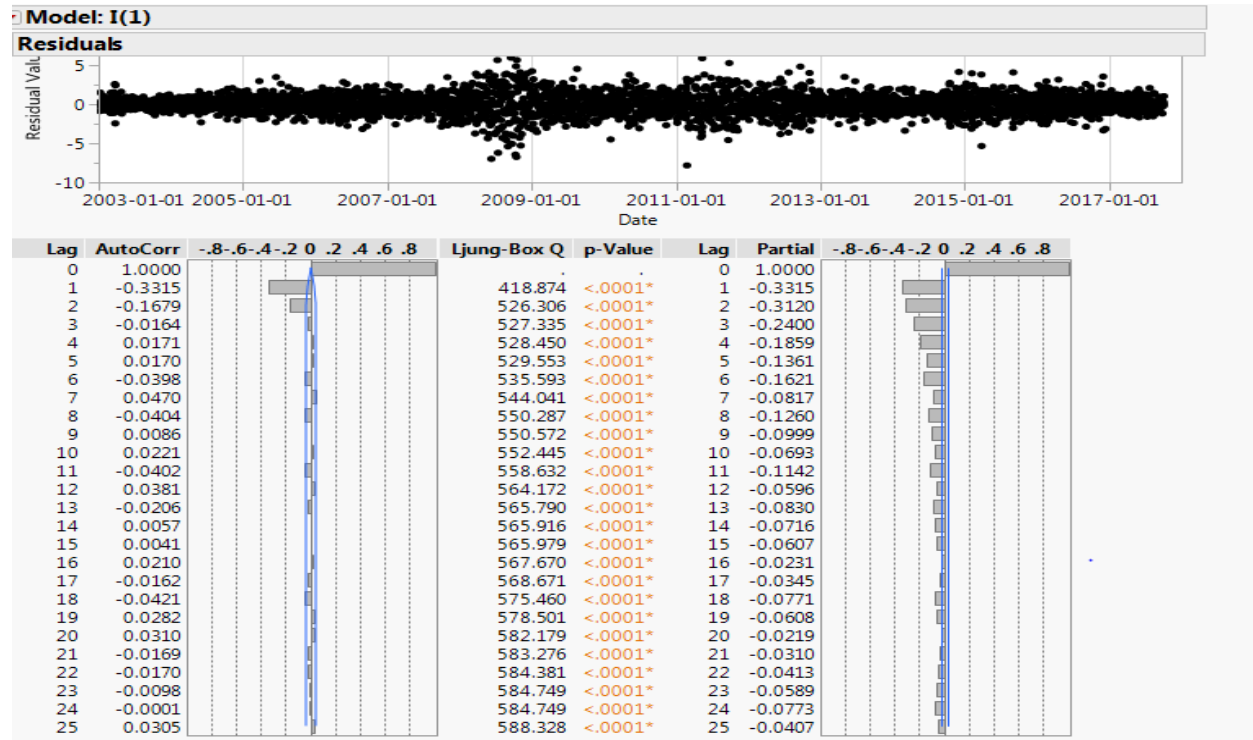 Model: I(1)
Residuals
Residual Valu
5
0
-5
-10
2003-01-01 2005-01-01 2007-01-01 2009-01-01 2011-01-01 2013-01-01 2015-01-01 2017-01-01
Date
Lag AutoCorr -.8-.6-.4-.2 0 .2 .4 .6 .8 Ljung-Box Q p-Value Lag Partial -.8-.6-.4-.2 0 .2 .4 .6 .8
0 1.0000 . . 0 1.0000
1 -0.3315 418.874 <.0001* 1 -0.3315
2 -0.1679 526.306 <.0001* 2 -0.3120
3 -0.0164 527.335 <.0001* 3 -0.2400
4 0.0171 528.450 <.0001* 4 -0.1859
5 0.0170 529.553 <.0001* 5 -0.1361
6 -0.0398 535.593 <.0001* 6 -0.1621
7 0.0470 544.041 <.0001* 7 -0.0817
8 -0.0404 550.287 <.0001* 8 -0.1260
9 0.0086 550.572 <.0001* 9 -0.0999
10 0.0221 552.445 <.0001* 10 -0.0693
11 -0.0402 558.632 <.0001* 11 -0.1142
12 0.0381 564.172 <.0001* 12 -0.0596
13 -0.0206 565.790 <.0001* 13 -0.0830
14 0.0057 565.916 <.0001* 14 -0.0716
15 0.0041 565.979 <.0001* 15 -0.0607
16 0.0210 567.670 <.0001* 16 -0.0231
17 -0.0162 568.671 <.0001* 17 -0.0345
18 -0.0421 575.460 <.0001* 18 -0.0771
19 0.0282 578.501 <.0001* 19 -0.0608
20 0.0310 582.179 <.0001* 20 -0.0219
21 -0.0169 583.276 <.0001* 21 -0.0310
22 -0.0170 584.381 <.0001* 22 -0.0413
23 -0.0098 584.749 <.0001* 23 -0.0589
24 -0.0001 584.749 <.0001* 24 -0.0773
25 0.0305 588.328 <.0001* 25 -0.0407